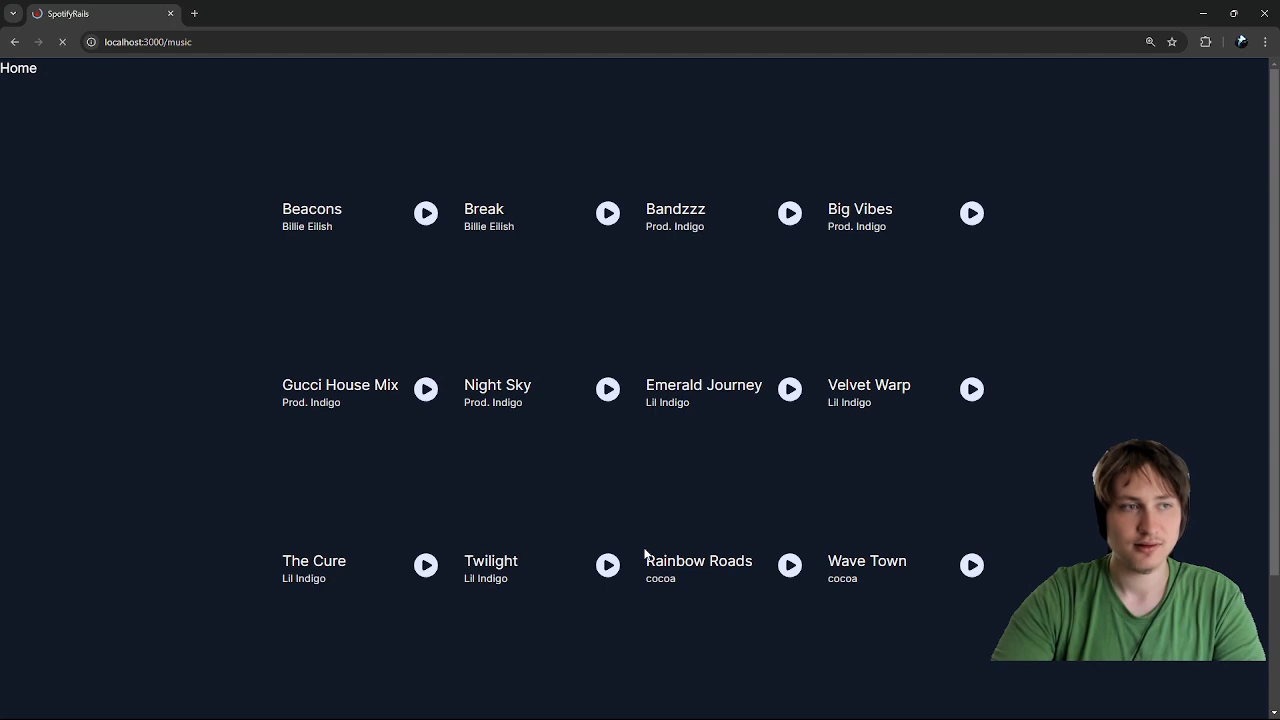 SpotifyRails
localhost:3000/music
Home
Beacons
Billie Eilish
Break
Billie Eilish
Bandzzz
Prod. Indigo
Big Vibes
Prod. Indigo
Gucci House Mix
Prod. Indigo
Night Sky
Prod. Indigo
Emerald Journey
Lil Indigo
Velvet Warp
Lil Indigo
The Cure
Lil Indigo
Twilight
Lil Indigo
Rainbow Roads
cocoa
Wave Town
cocoa